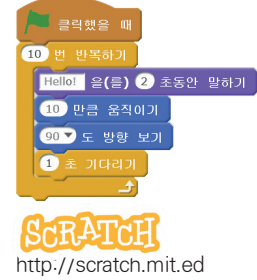 클릭했을 때
10 번 반복하기
Hello! 을(를) 2 초동안 말하기
10 만큼 움직이기
90 도 방향 보기
1 초 기다리기
SCRATCH
http://scratch.mit.ed